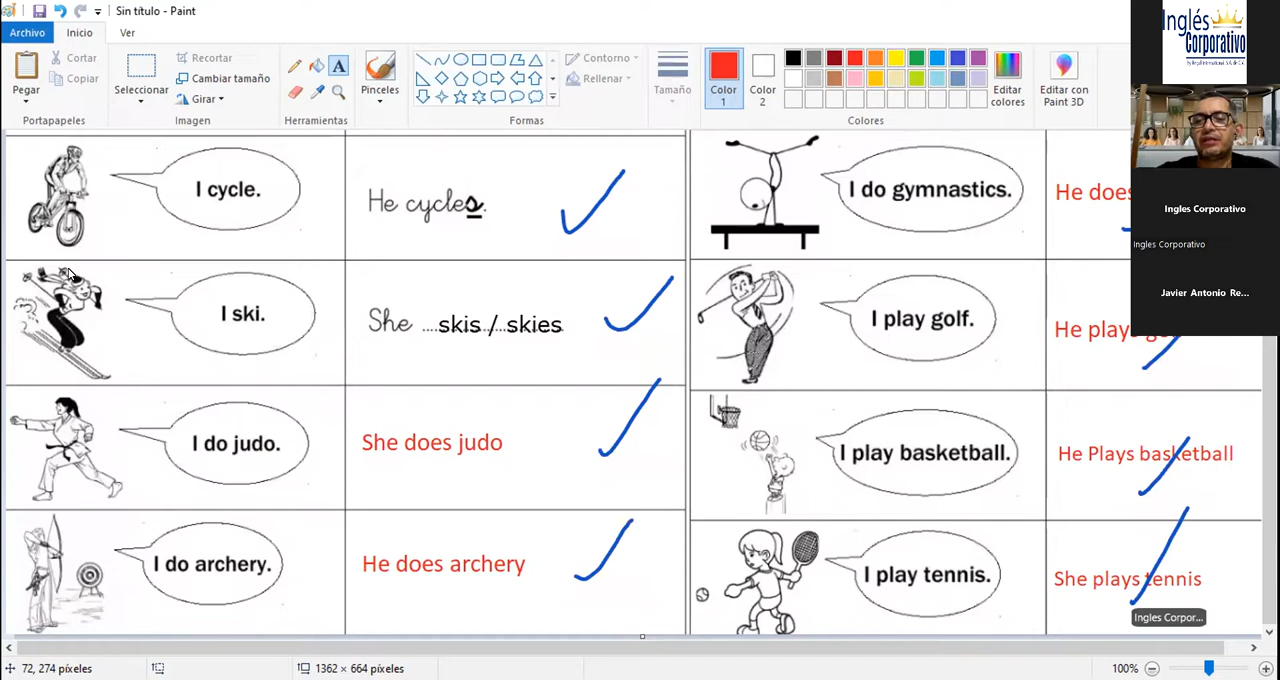 Sin título - Paint
Archivo
Inicio
Ver
Pegar
Cortar
Copiar
Portapapeles
Seleccionar
Recortar
Cambiar tamaño
Girar
Imagen
A
Herramientas
Pinceles
Contorno
Rellenar
Formas
Tamaño
Color 1
Color 2
Editar colores
Editar con Paint 3D
Colores
Inglés
Corporativo
Ingles Corporativo
Ingles Corporativo
Javier Antonio Re...
I cycle.
He cycles.
I ski.
She skis / skies
I do judo.
She does judo
I do archery.
He does archery
I do gymnastics.
He does
I play golf.
He plays
I play basketball.
He Plays basketball
I play tennis.
She plays tennis
Ingles Corpor...
72, 274 píxeles
1362 × 664 píxeles
100%